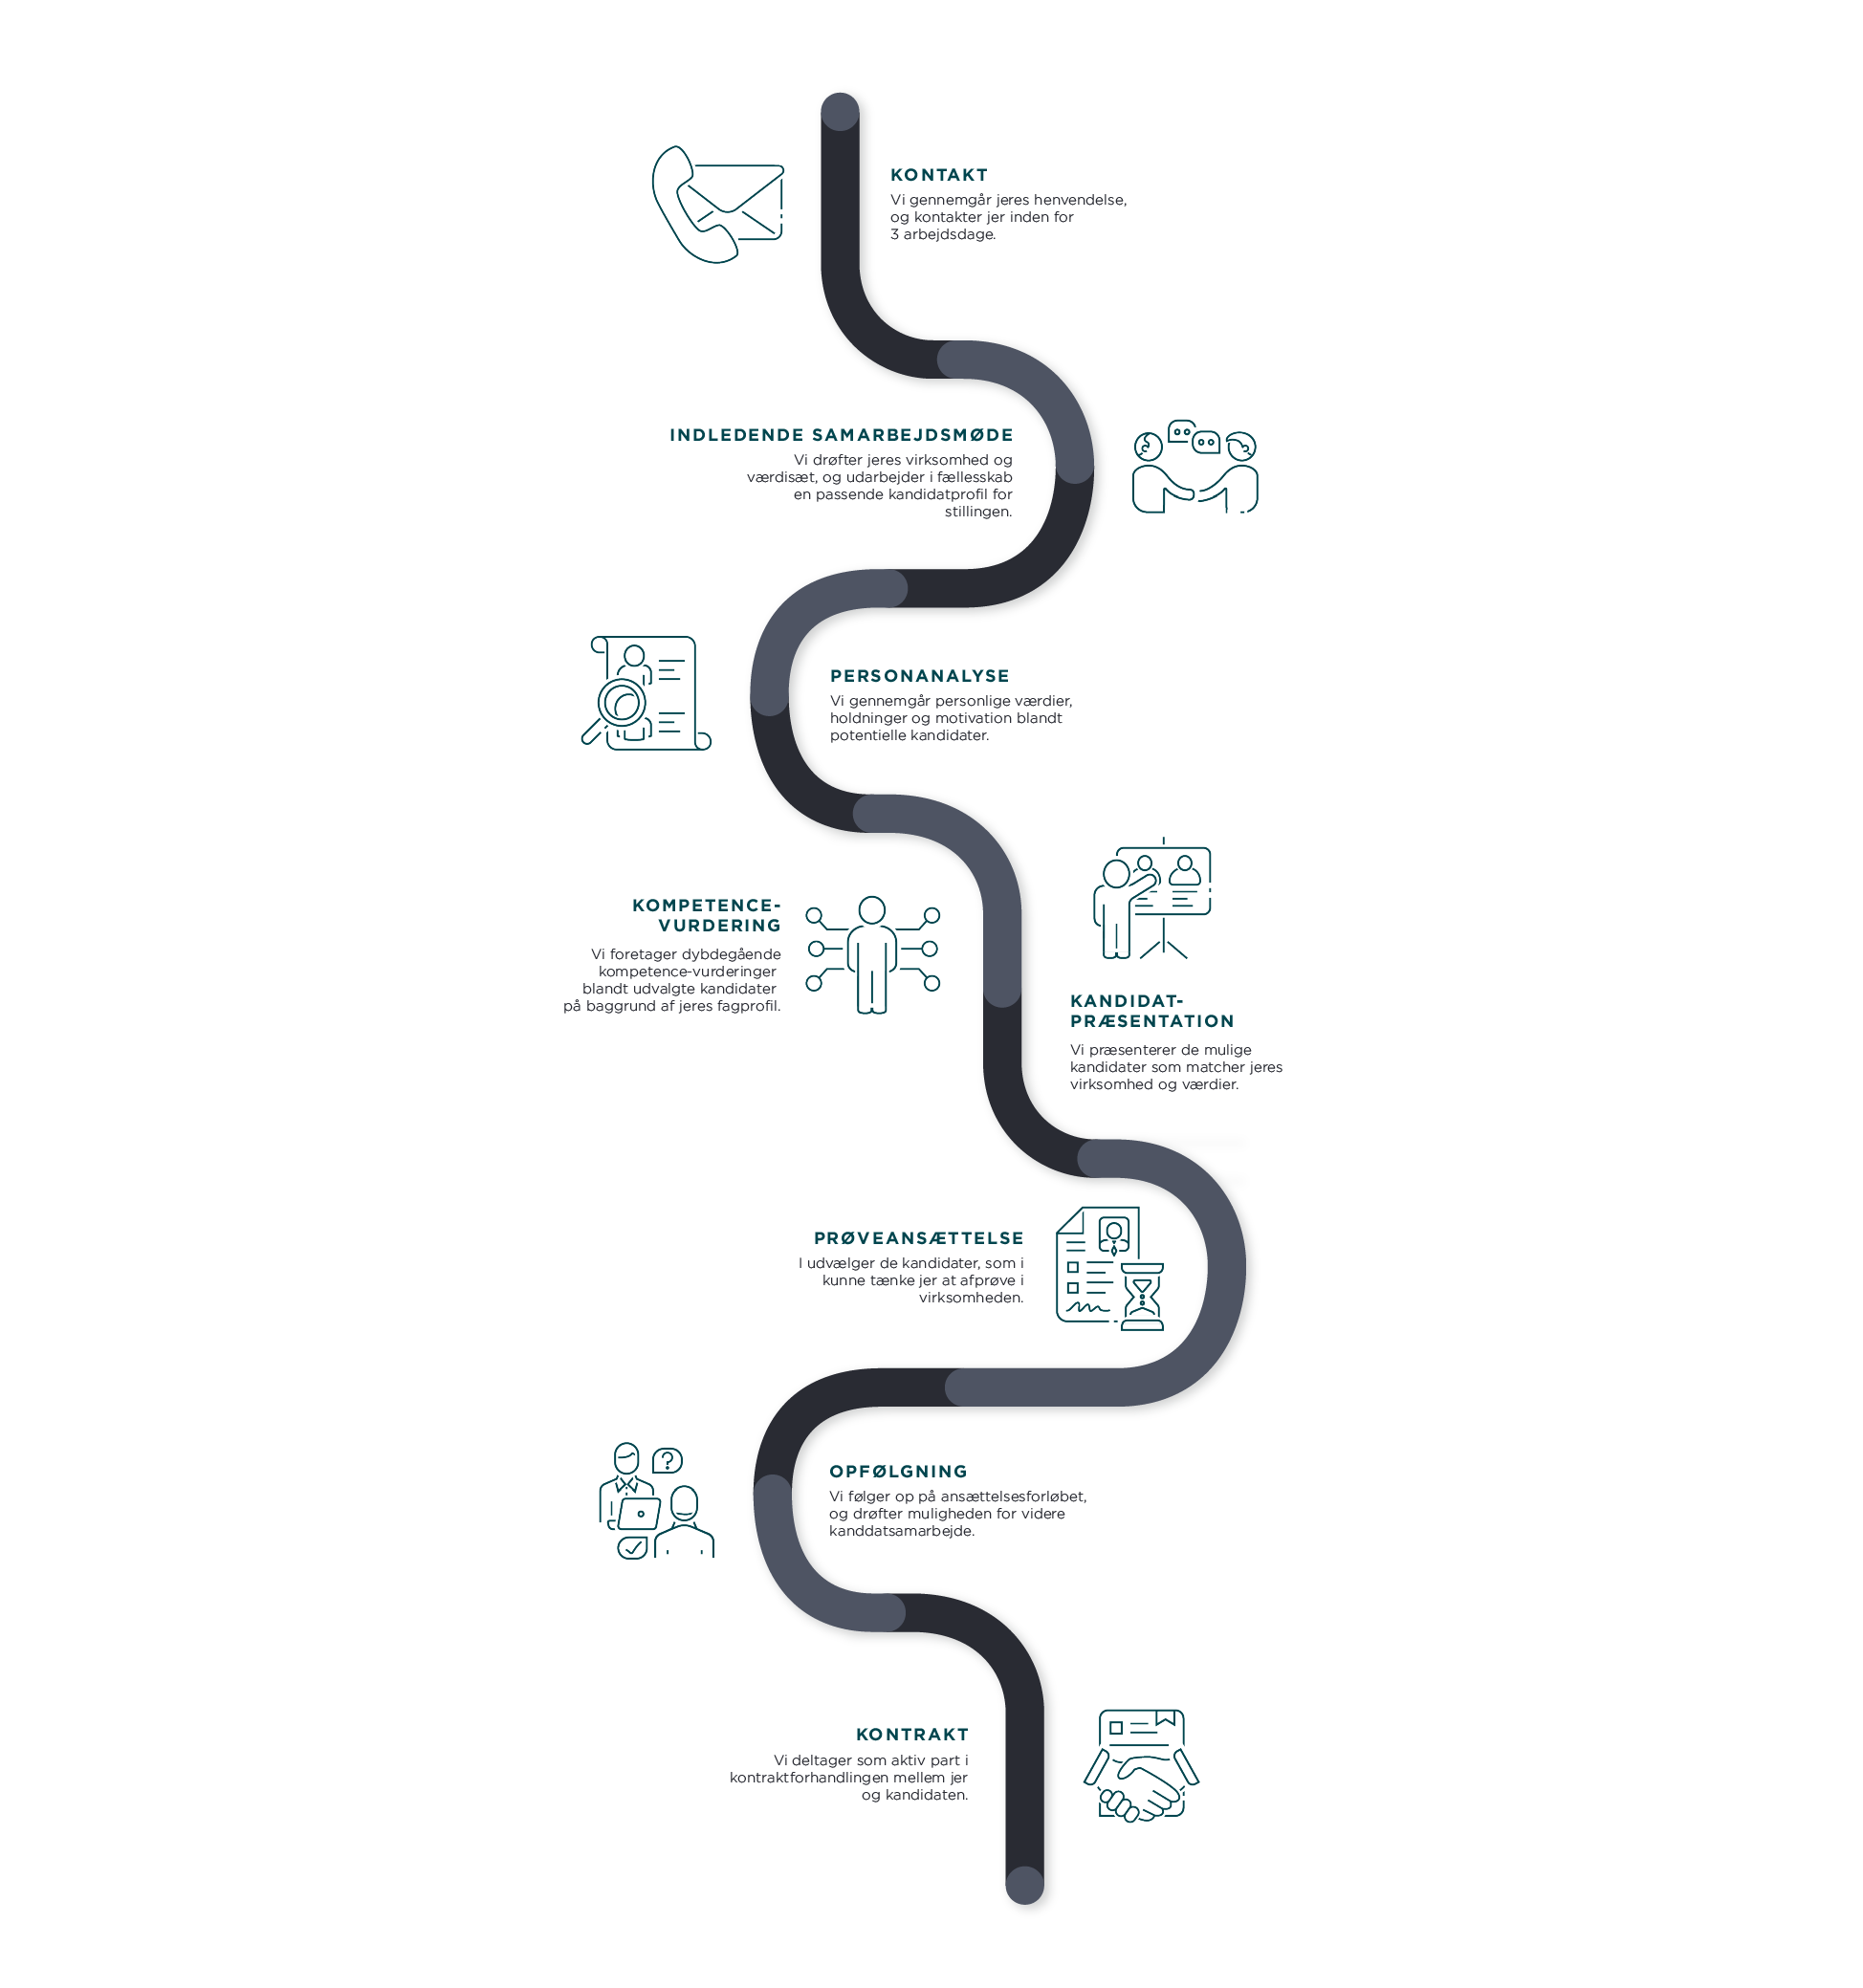 KONTAKT
Vi gennemgår jeres henvendelse,
og kontakter jer inden for
3 arbejdsdage.
INDLEDENDE SAMARBEJDSMØDE
Vi drøfter jeres virksomhed og
værdisæt, og udarbejder i fællesskab
en passende kandidatprofil for
stillingen.
PERSONANALYSE
Vi gennemgår personlige værdier,
holdninger og motivation blandt
potentielle kandidater.
KOMPETENCE-
VURDERING
Vi foretager dybdegående
kompetence-vurderinger
blandt udvalgte kandidater
på baggrund af jeres fagprofil.
KANDIDAT-
PRÆSENTATION
Vi præsenterer de mulige
kandidater som matcher jeres
virksomhed og værdier.
PRØVEANSÆTTELSE
I udvælger de kandidater, som i
kunne tænke jer at afprøve i
virksomheden.
?
OPFØLGNING
Vi følger op på ansættelsesforløbet,
og drøfter muligheden for videre
kanddatsamarbejde.
KONTRAKT
Vi deltager som aktiv part i
kontraktforhandlingen mellem jer
og kandidaten.